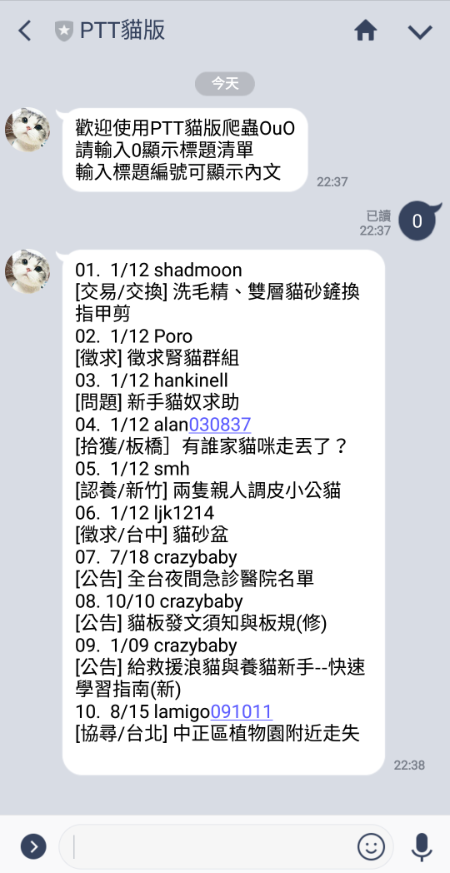 PTT貓版
今天
歡迎使用PTT貓版爬蟲OuO
請輸入0顯示標題清單
輸入標題編號可顯示內文
22:37
已讀
22:37
0
01. 1/12 shadmoon
[交易/交換] 洗毛精、雙層貓砂鏟換
指甲剪
02. 1/12 Poro
[徵求] 徵求腎貓群組
03. 1/12 hankinell
[問題] 新手貓奴求助
04. 1/12 alan030837
[拾獲/板橋］有誰家貓咪走丟了？
05. 1/12 smh
[認養/新竹] 兩隻親人調皮小公貓
06. 1/12 ljk1214
[徵求/台中] 貓砂盆
07. 7/18 crazybaby
[公告] 全台夜間急診醫院名單
08. 10/10 crazybaby
[公告] 貓板發文須知與板規(修)
09. 1/09 crazybaby
[公告] 給救援浪貓與養貓新手--快速
學習指南(新)
10. 8/15 lamigo091011
[協尋/台北] 中正區植物園附近走失
22:38